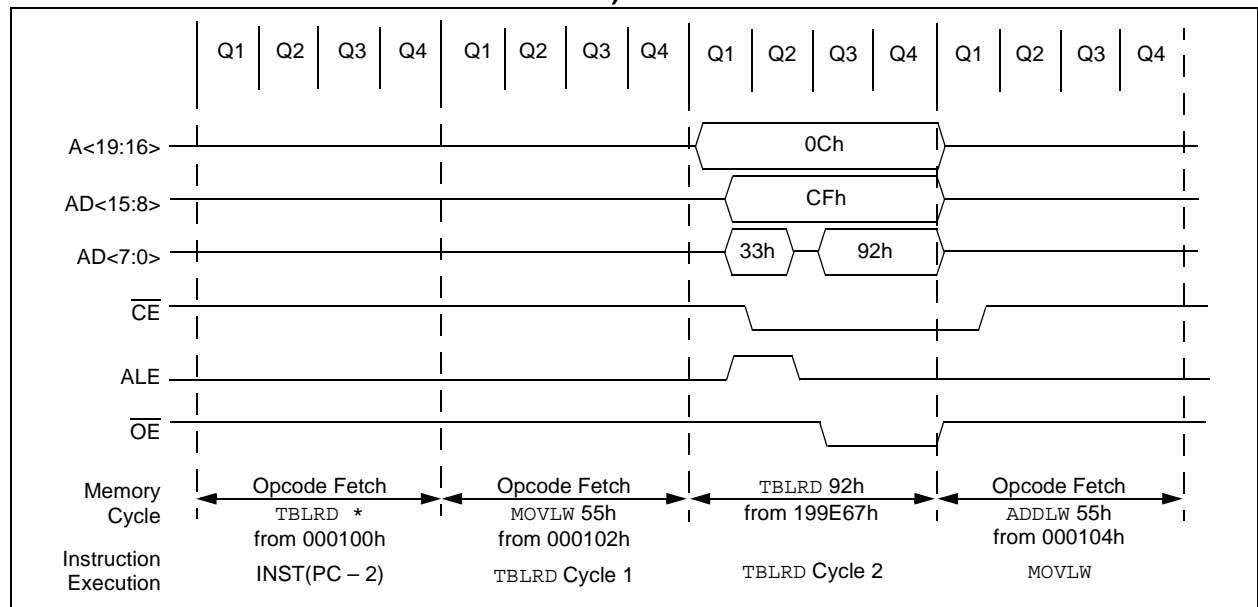 Q1 Q2 Q3 Q4 Q1 Q2 Q3 Q4 Q1 Q2 Q3 Q4 Q1 Q2 Q3 Q4
A<19:16> 0Ch
AD<15:8> CFh
AD<7:0> 33h 92h
CE
ALE
OE
Memory Cycle
Opcode Fetch
TBLRD *
from 000100h
Opcode Fetch
MOVLW 55h
from 000102h
TBLRD 92h
from 199E67h
Opcode Fetch
ADDLW 55h
from 000104h
Instruction Execution
INST(PC – 2)
TBLRD Cycle 1
TBLRD Cycle 2
MOVLW